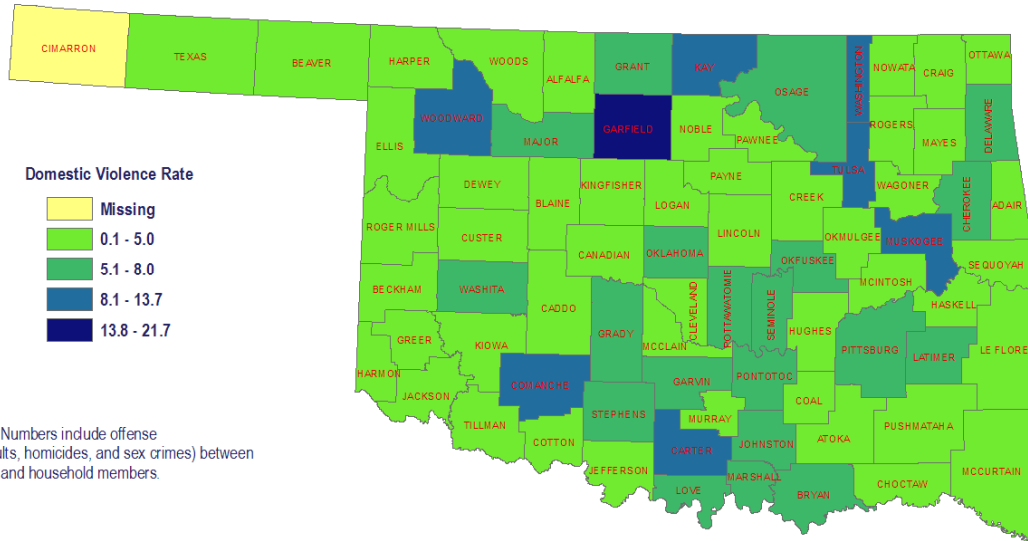 CIMARRON
TEXAS
BEAVER
HARPER
WOODS
ALFALFA
GRANT
KAY
OSAGE
WASHINGTON
NOWATA
CRAIG
OTTAWA
WOODWARD
MAJOR
GARFIELD
NOBLE
PAWNEE
ROGERS
MAYES
DELAWARE
ELLIS
DEWEY
BLAINE
KINGFISHER
LOGAN
PAYNE
CREEK
TULSA
WAGONER
CHEROKEE
ADAIR
ROGER MILLS
CUSTER
CANADIAN
OKLAHOMA
LINCOLN
OKFUSKEE
OKMULGEE
MUSKOGEE
SEQUOYAH
BECKHAM
WASHITA
CADDO
GRADY
MCCLAIN
CLEVELAND
POTTAWATOMIE
SEMINOLE
HUGHES
MCINTOSH
HASKELL
GREER
KIOWA
PITTSBURG
LATIMER
LE FLORE
HARMON
JACKSON
COMANCHE
STEPHENS
GARVIN
PONTOTOC
COAL
TILLMAN
COTTON
MURRAY
ATOKA
PUSHMATAHA
JEFFERSON
CARTER
JOHNSTON
LOVE
MARSHALL
BRYAN
CHOCTAW
MCCURTAIN
Domestic Violence Rate
Missing
0.1 - 5.0
5.1 - 8.0
8.1 - 13.7
13.8 - 21.7
Numbers include offense
ults, homicides, and sex crimes) between
and household members.